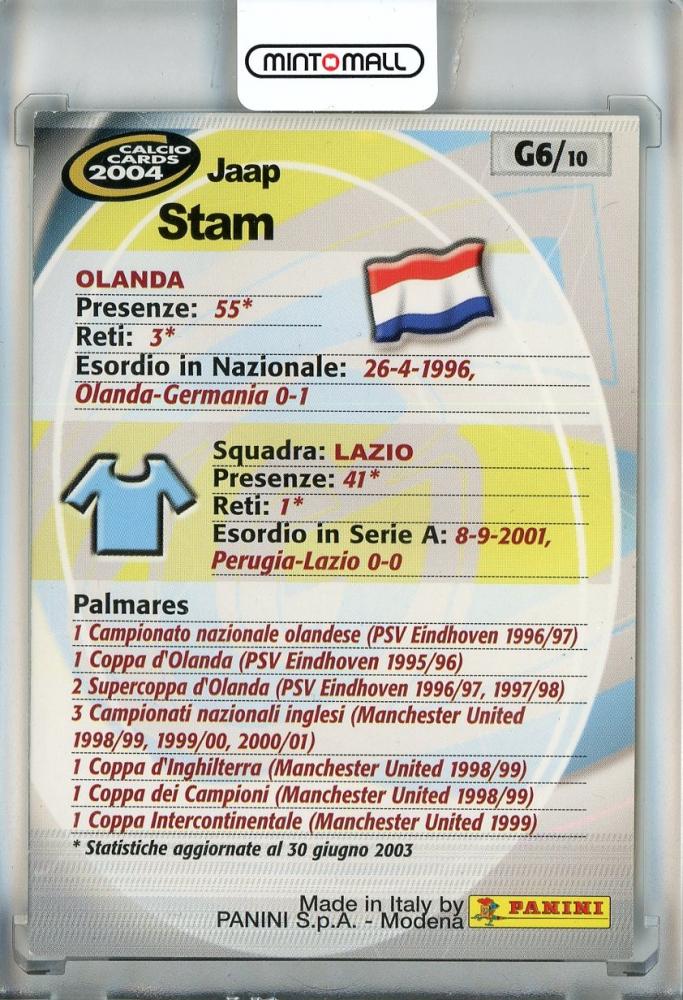 MINTOMALL
CALCIO
CARDS
2004
Jaap
Stam
G6/10
OLANDA
Presenze: 55*
Reti: 3*
Esordio in Nazionale: 26-4-1996,
Olanda-Germania 0-1
Squadra: LAZIO
Presenze: 41*
Reti: 1*
Esordio in Serie A: 8-9-2001,
Perugia-Lazio 0-0
Palmares
1 Campionato nazionale olandese (PSV Eindhoven 1996/97)
1 Coppa d'Olanda (PSV Eindhoven 1995/96)
2 Supercoppa d'Olanda (PSV Eindhoven 1996/97, 1997/98)
3 Campionati nazionali inglesi (Manchester United
1998/99, 1999/00, 2000/01)
1 Coppa d'Inghilterra (Manchester United 1998/99)
1 Coppa dei Campioni (Manchester United 1998/99)
1 Coppa Intercontinentale (Manchester United 1999)
* Statistiche aggiornate al 30 giugno 2003
Made in Italy by
PANINI S.p.A. - Modena
PANINI